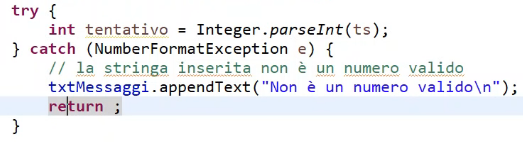 try {
int tentativo = Integer.parseInt(ts);
} catch (NumberFormatException e) {
// la stringa inserita non è un numero valido
txtMessaggi.appendText("Non è un numero valido\n");
return ;
}